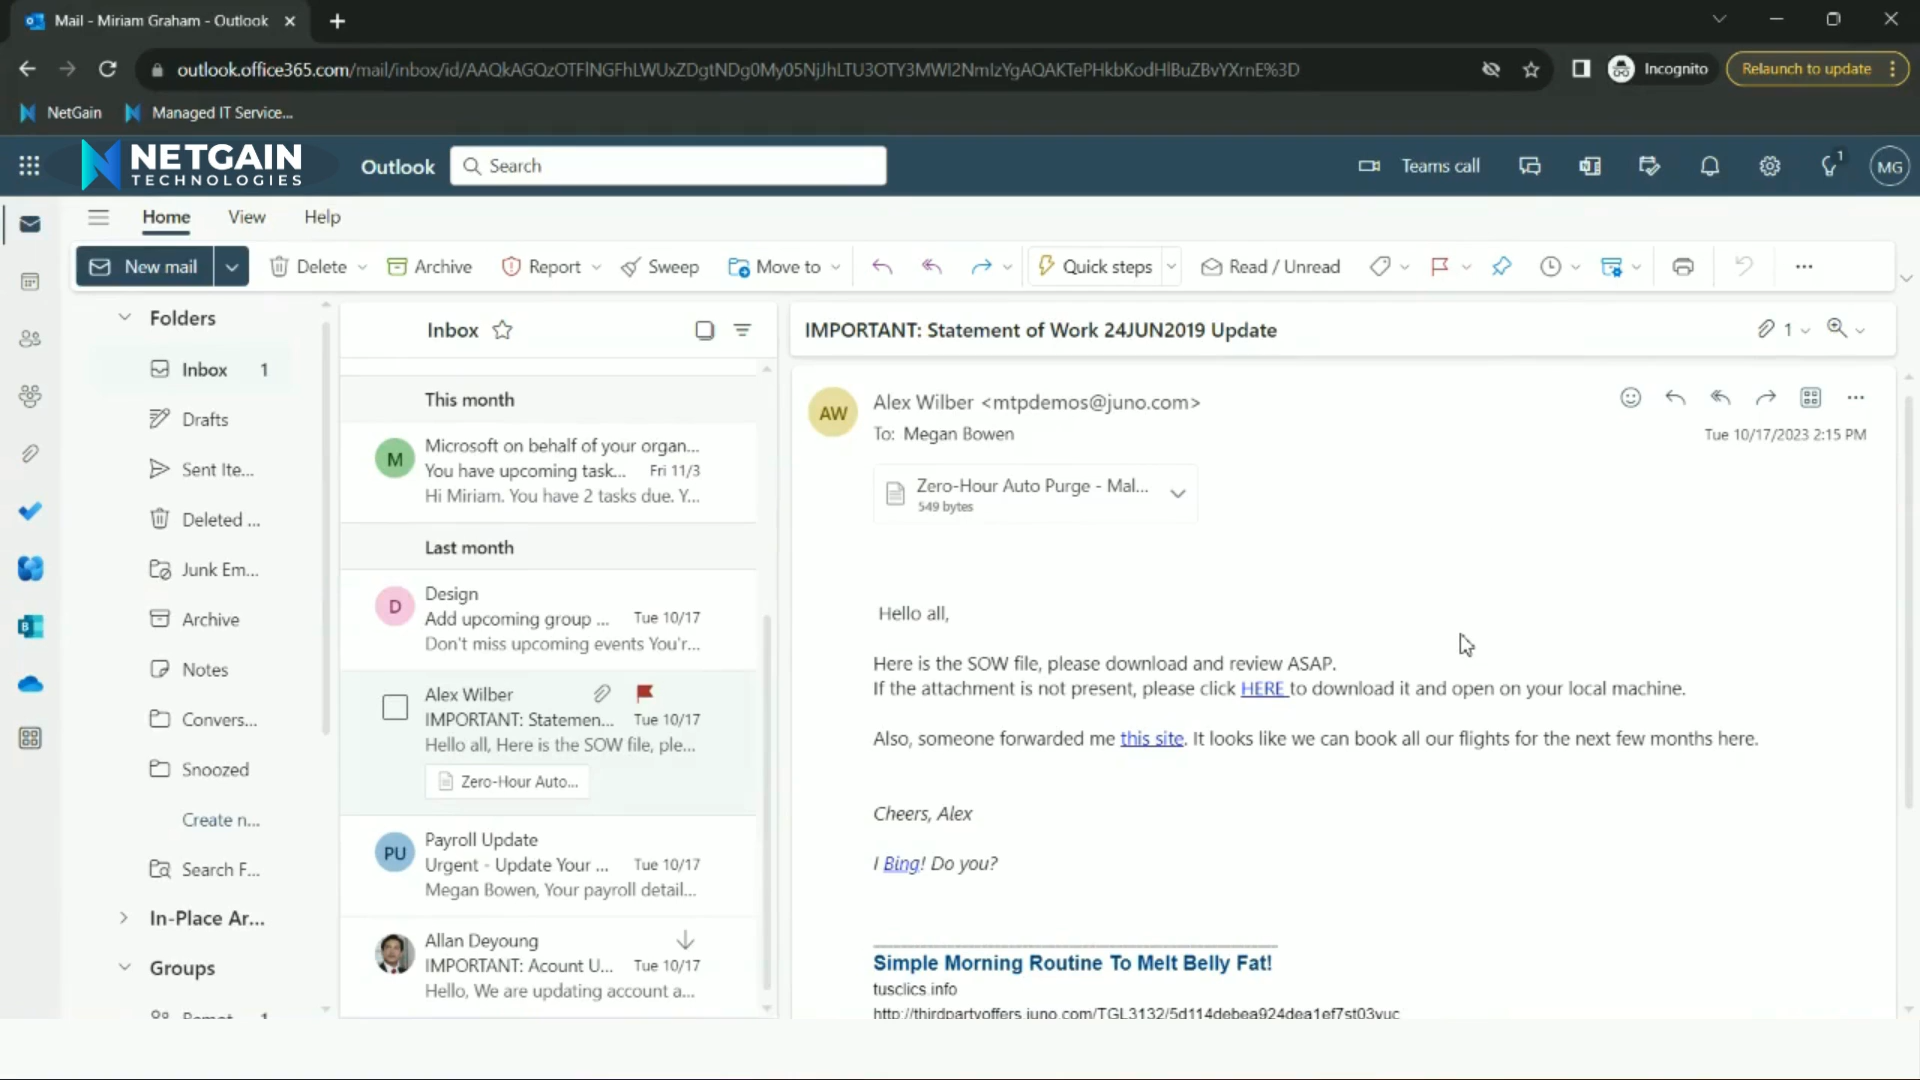 Mail - Miriam Graham - Outlook
outlook.office365.com/mail/inbox/id/AAQkAGQzOTFlNGFhLWUxZDgtNDg0My05NjJhLTU3OTY3MWI2NmIzYgAQAKTePHkbKodHlBuZBvYXrnE%3D
Incognito
Relaunch to update
NetGain
Managed IT Service...
NETGAIN
TECHNOLOGIES
Outlook
Search
Teams call
1
MG
Home
View
Help
New mail
Delete
Archive
Report
Sweep
Move to
Quick steps
Read / Unread
Folders
Inbox 1
Drafts
Sent Ite...
Deleted ...
Junk Em...
Archive
Notes
Convers...
Snoozed
Create n...
Search F...
In-Place Ar...
Groups
Inbox
This month
M
Microsoft on behalf of your organ...
You have upcoming task... Fri 11/3
Hi Miriam. You have 2 tasks due. Y...
Last month
D
Design
Add upcoming group ... Tue 10/17
Don't miss upcoming events You'r...
Alex Wilber
IMPORTANT: Statemen... Tue 10/17
Hello all, Here is the SOW file, ple...
Zero-Hour Auto...
PU
Payroll Update
Urgent - Update Your ... Tue 10/17
Megan Bowen, Your payroll detail...
Allan Deyoung
IMPORTANT: Acount U... Tue 10/17
Hello, We are updating account a...
IMPORTANT: Statement of Work 24JUN2019 Update
1
AW
Alex Wilber <mtpdemos@juno.com>
To: Megan Bowen
Tue 10/17/2023 2:15 PM
Zero-Hour Auto Purge - Mal...
549 bytes
Hello all,
Here is the SOW file, please download and review ASAP.
If the attachment is not present, please click HERE to download it and open on your local machine.
Also, someone forwarded me this site. It looks like we can book all our flights for the next few months here.
Cheers, Alex
I Bing! Do you?
Simple Morning Routine To Melt Belly Fat!
tusclics.info
http://thirdpartyoffers.juno.com/TGL3132/5d114debea924dea1ef7st03vuc